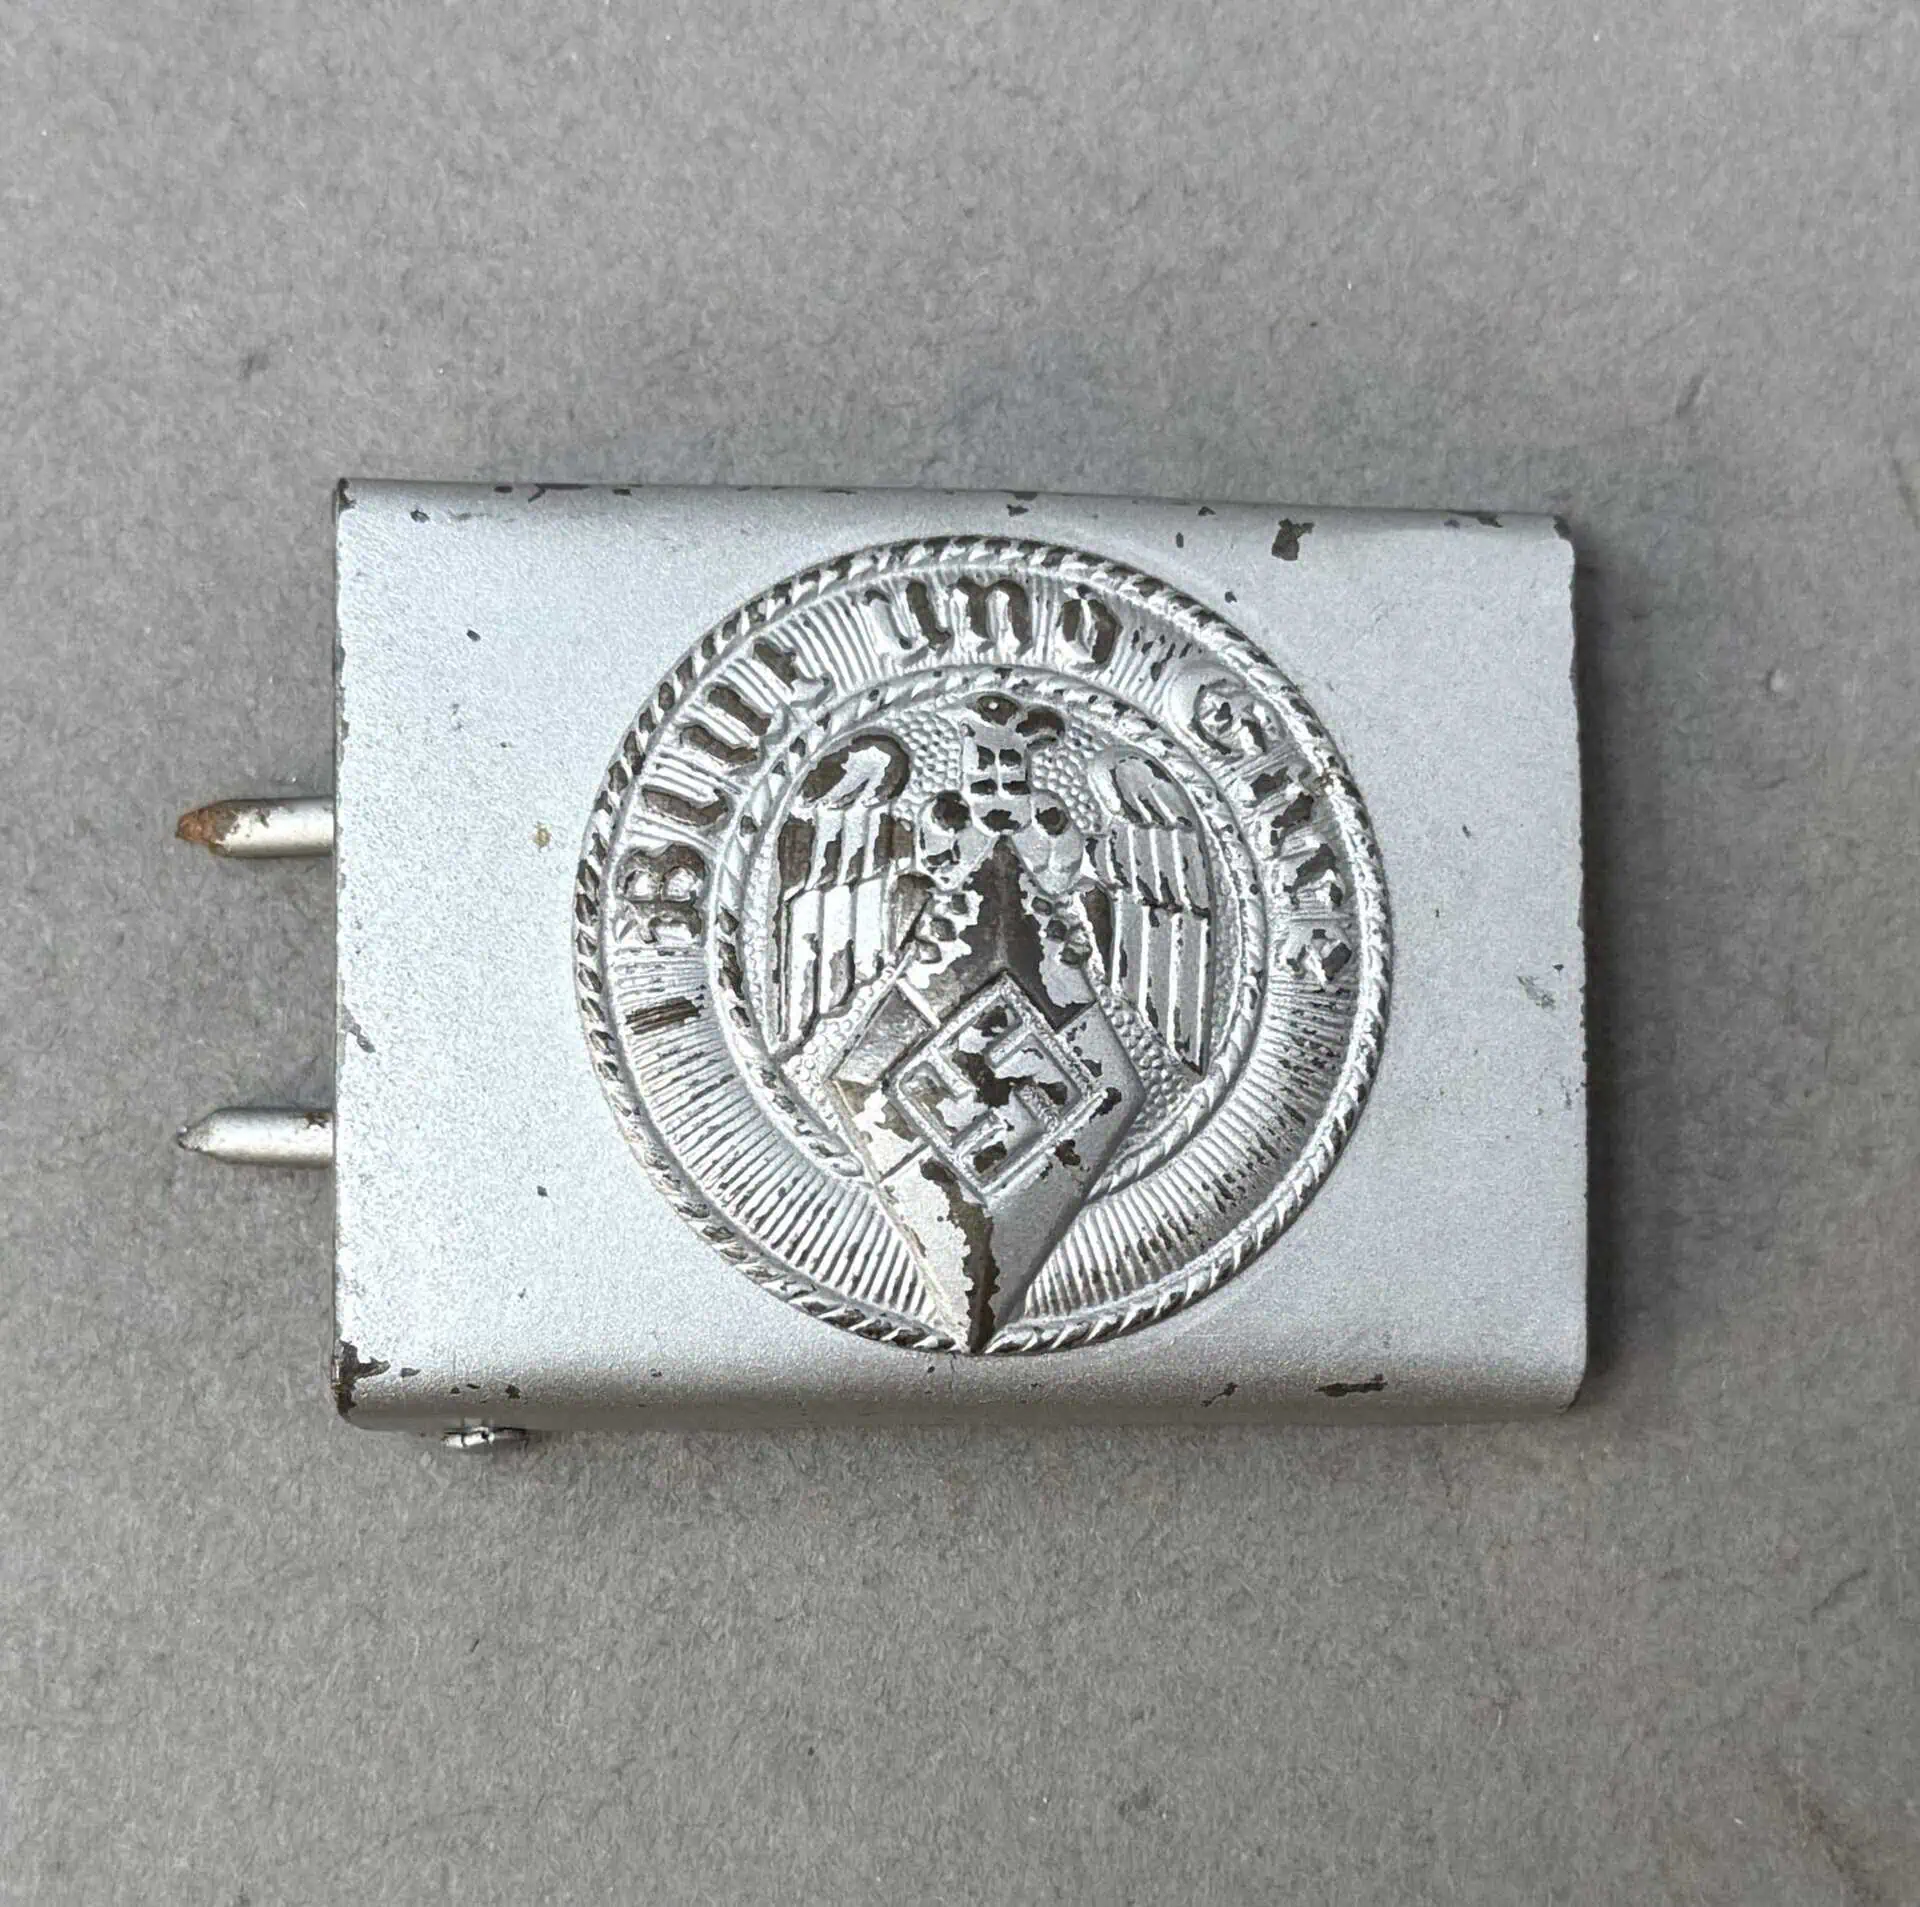 ! Blut und Ehre